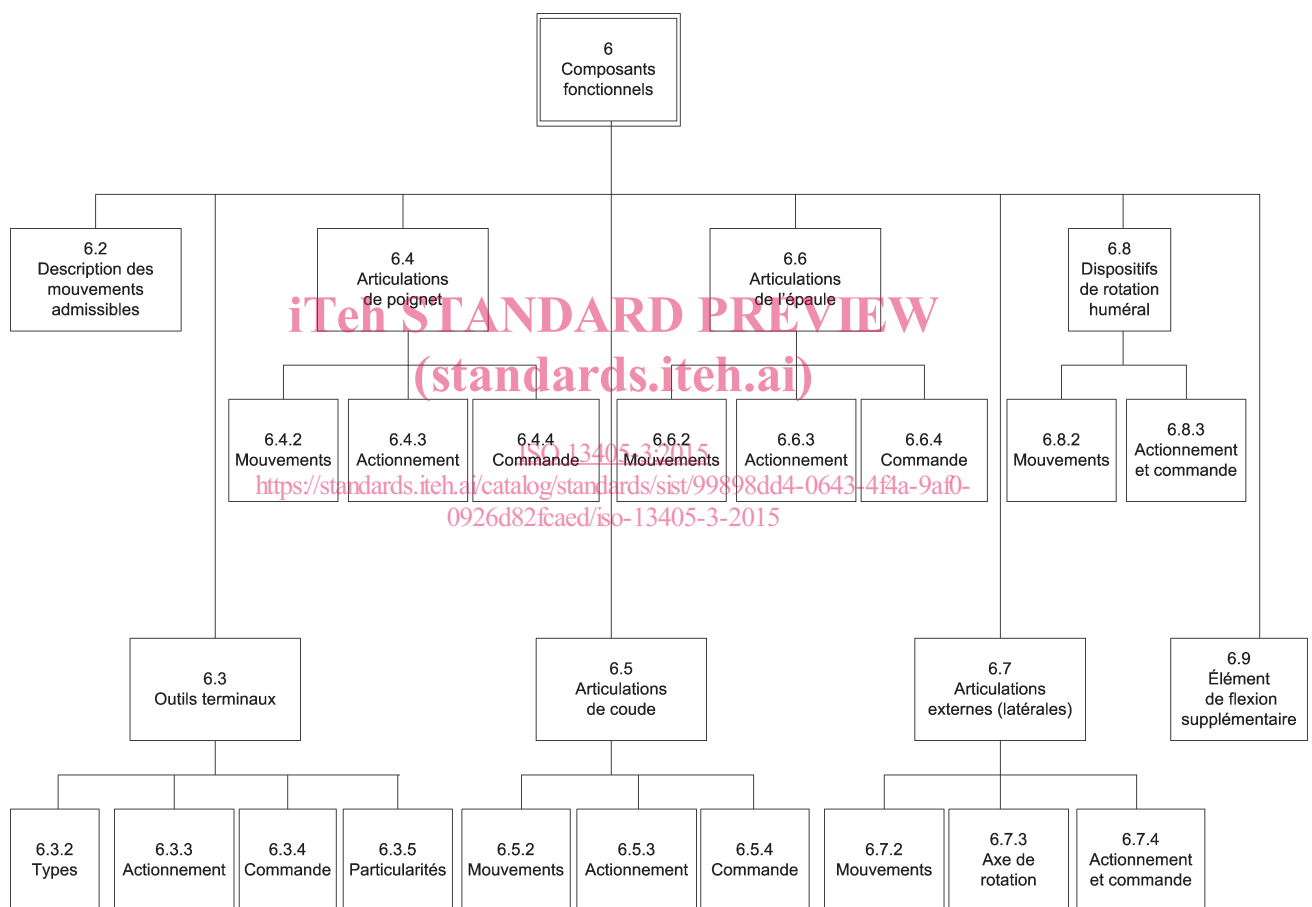 6
Composants
fonctionnels
6.2
Description des
mouvements
admissibles
6.4
Articulations
de poignet
6.6
Articulations
de l'épaule
6.8
Dispositifs
de rotation
huméral
iTeh STANDARD PREVIEW
(standards.iteh.ai)
6.4.2
Mouvements
6.4.3
Actionnement
6.4.4
Commande
6.6.2
Mouvements
6.6.3
Actionnement
6.6.4
Commande
6.8.2
Mouvements
6.8.3
Actionnement
et commande
ISO 13405-3:2015
https://standards.iteh.ai/catalog/standards/sist/99898dd4-0643-4f4a-9af0-
0926d82fcaed/iso-13405-3-2015
6.3
Outils terminaux
6.5
Articulations
de coude
6.7
Articulations
externes (latérales)
6.9
Élément
de flexion
supplémentaire
6.3.2
Types
6.3.3
Actionnement
6.3.4
Commande
6.3.5
Particularités
6.5.2
Mouvements
6.5.3
Actionnement
6.5.4
Commande
6.7.2
Mouvements
6.7.3
Axe de
rotation
6.7.4
Actionnement
et commande